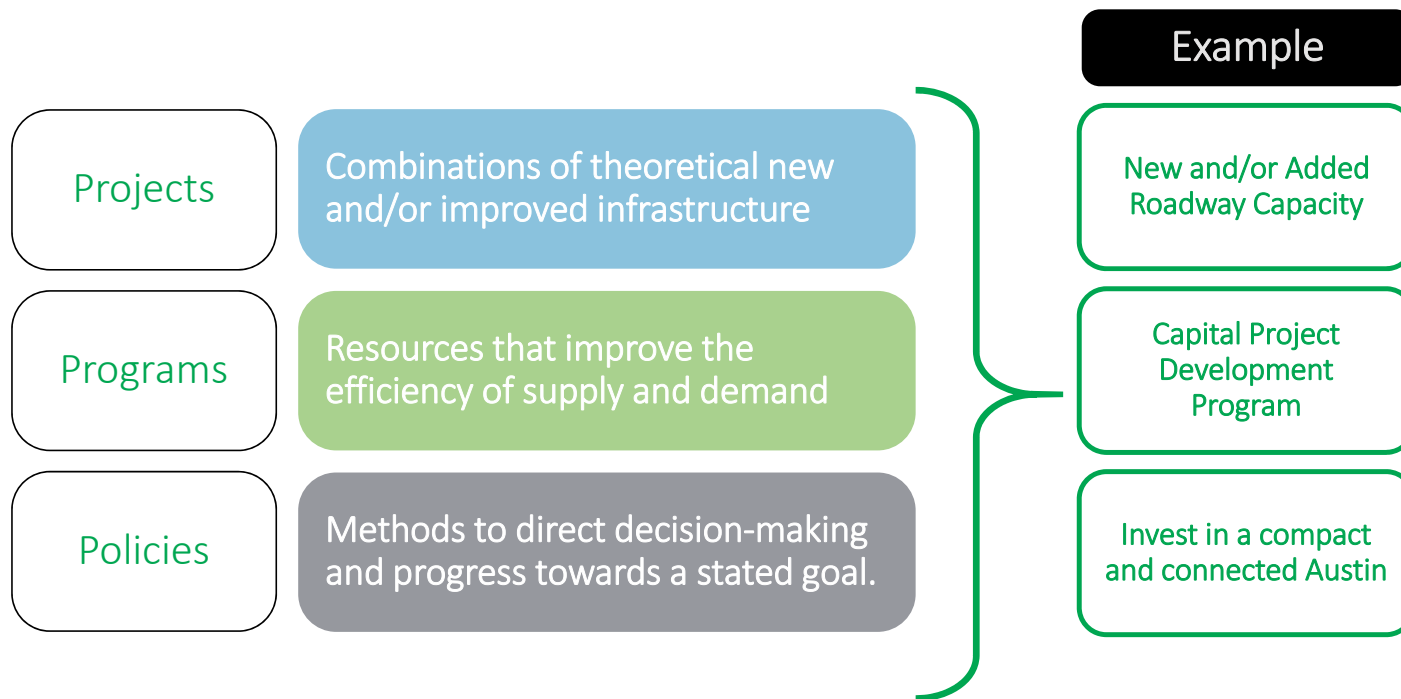 Example
Projects
Combinations of theoretical new
and/or improved infrastructure
New and/or Added
Roadway Capacity
Programs
Resources that improve the
efficiency of supply and demand
Capital Project
Development
Program
Policies
Methods to direct decision-making
and progress towards a stated goal.
Invest in a compact
and connected Austin